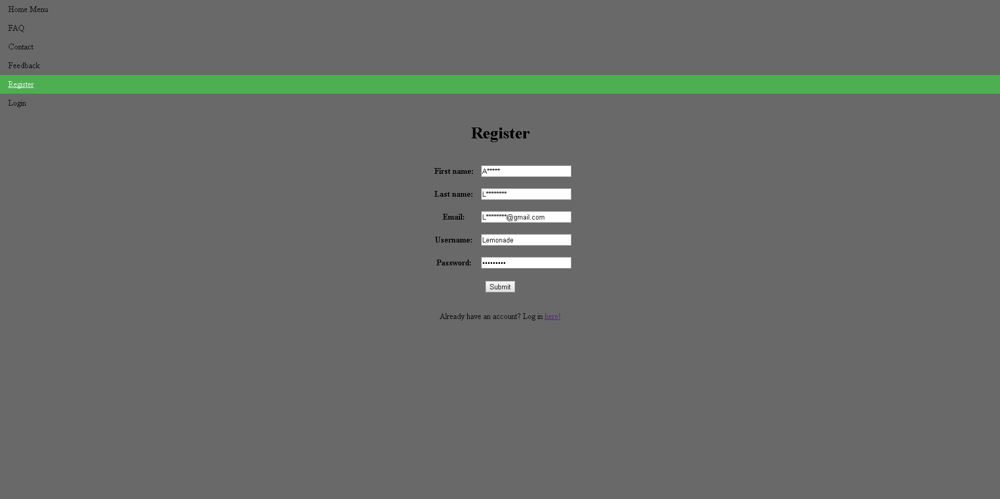 Home Menu
FAQ
Contact
Feedback
Register
Login
Register
First name: A*****
Last name: L********
Email: L********@gmail.com
Username: Lemonade
Password: •••••••••
Submit
Already have an account? Log in here!